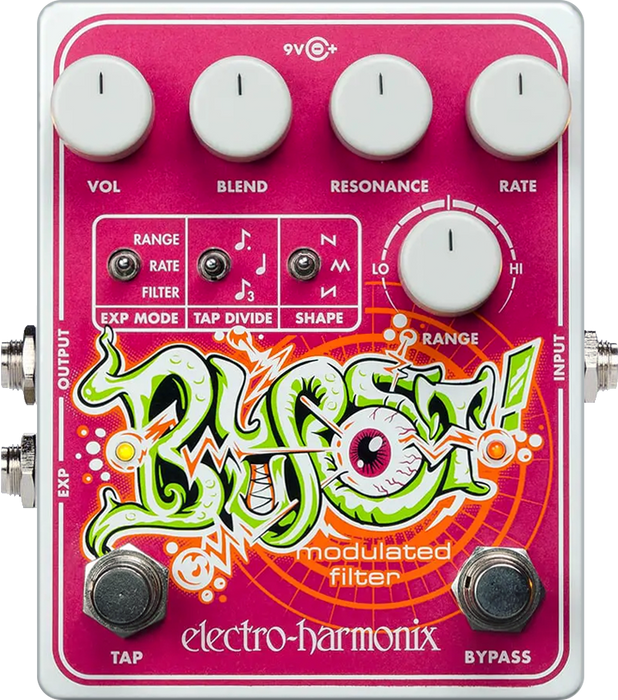 9V
VOL BLEND RESONANCE RATE
RANGE
RATE
FILTER
3
EXP MODE TAP DIVIDE SHAPE
LO HI
RANGE
OUTPUT
INPUT
EXP
BLURST!
modulated
filter
electro-harmonix
TAP BYPASS